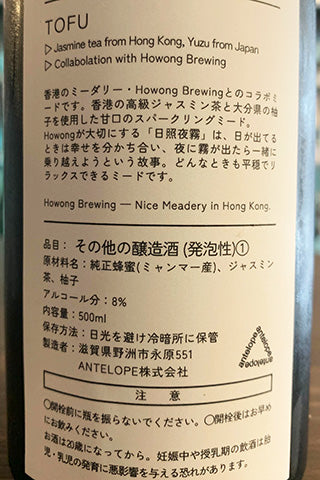 TOFU
▷ Jasmine tea from Hong Kong, Yuzu from Japan
▷ Collabolation with Howong Brewing
香港のミーダリー・Howong Brewingとのコラボミ
ードです。香港の高級ジャスミン茶と大分県の柚
子を使用した甘口のスパークリングミード。
Howongが大切にする「日照夜霧」は、日が出てる
ときは幸せを分かち合い、夜に霧が出たら一緒に
乗り越えようという故事。どんなときも平穏でリ
ラックスできるミードです。
Howong Brewing — Nice Meadery in Hong Kong.
品目：その他の醸造酒 (発泡性)①
原材料名：純正蜂蜜(ミャンマー産)、ジャスミン
茶、柚子
アルコール分：8%
内容量：500ml
保存方法：日光を避け冷暗所に保管
製造者：滋賀県野洲市永原551
ANTELOPE株式会社
antelope antelope antelope
注 意
〇開栓前に瓶を振らないでください。〇開栓後はお早め
にお飲みください。
お酒は20歳になってから。妊娠中や授乳期の飲酒は胎
児・乳児の発育に悪影響を与える恐れがあります。